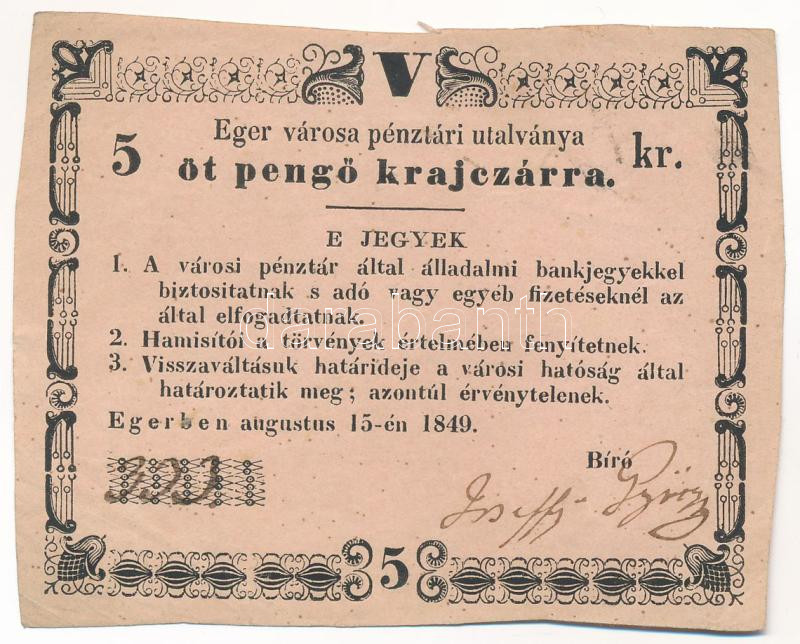 V
Eger városa pénztári utalványa
5 öt pengő krajczárra. kr.
E JEGYEK
1. A városi pénztár által álladalmi bankjegyekkel
biztositatnak s adó vagy egyéb fizetéseknél az
által elfogadtatnak.
2. Hamisítói a törvények értelmében fenyítetnek.
3. Visszaváltásuk határideje a városi hatóság által
határoztatik meg; azontúl érvénytelenek.
Egerben augustus 15-én 1849.
Bíró
5
darabanth